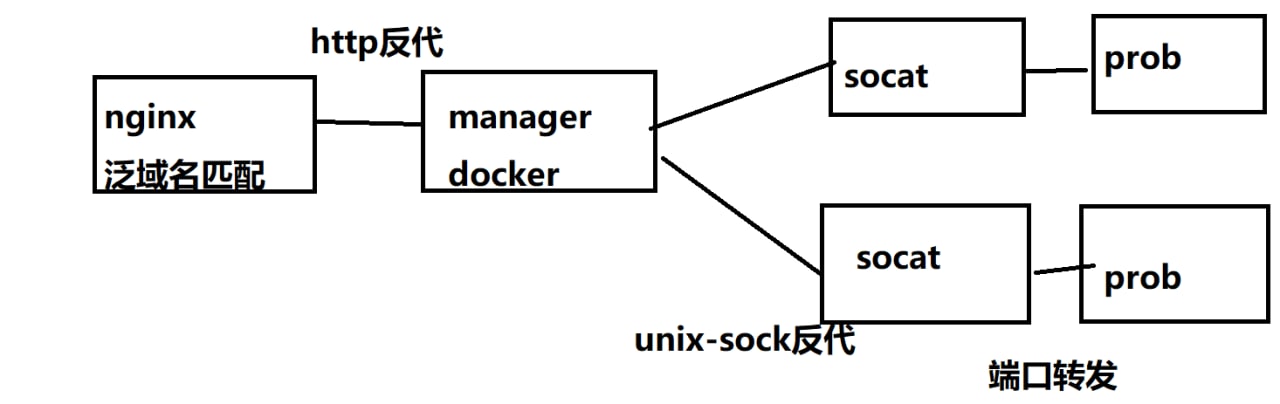 http反代
nginx
泛域名匹配
manager
docker
socat
prob
socat
prob
unix-sock反代
端口转发